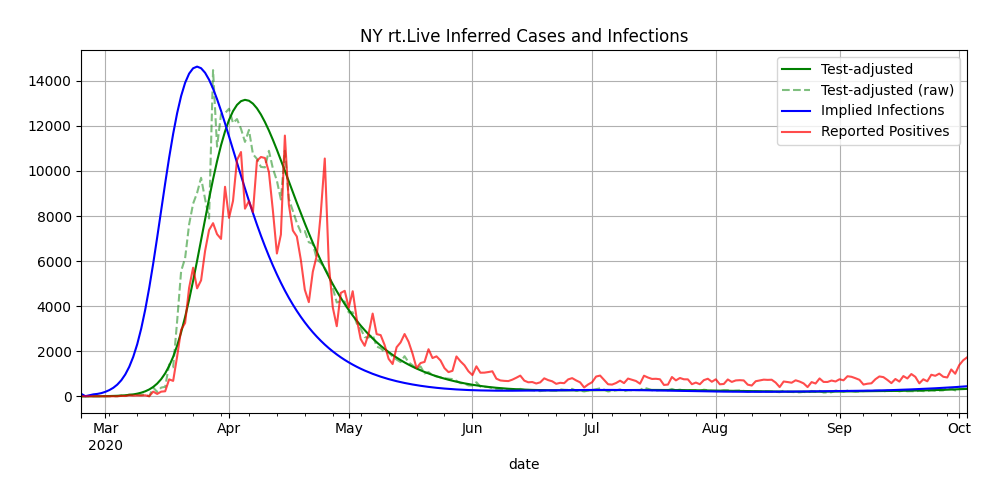 NY rt.Live Inferred Cases and Infections
Test-adjusted
Test-adjusted (raw)
Implied Infections
Reported Positives
14000
12000
10000
8000
6000
4000
2000
0
Mar Apr May Jun Jul Aug Sep Oct
2020
date